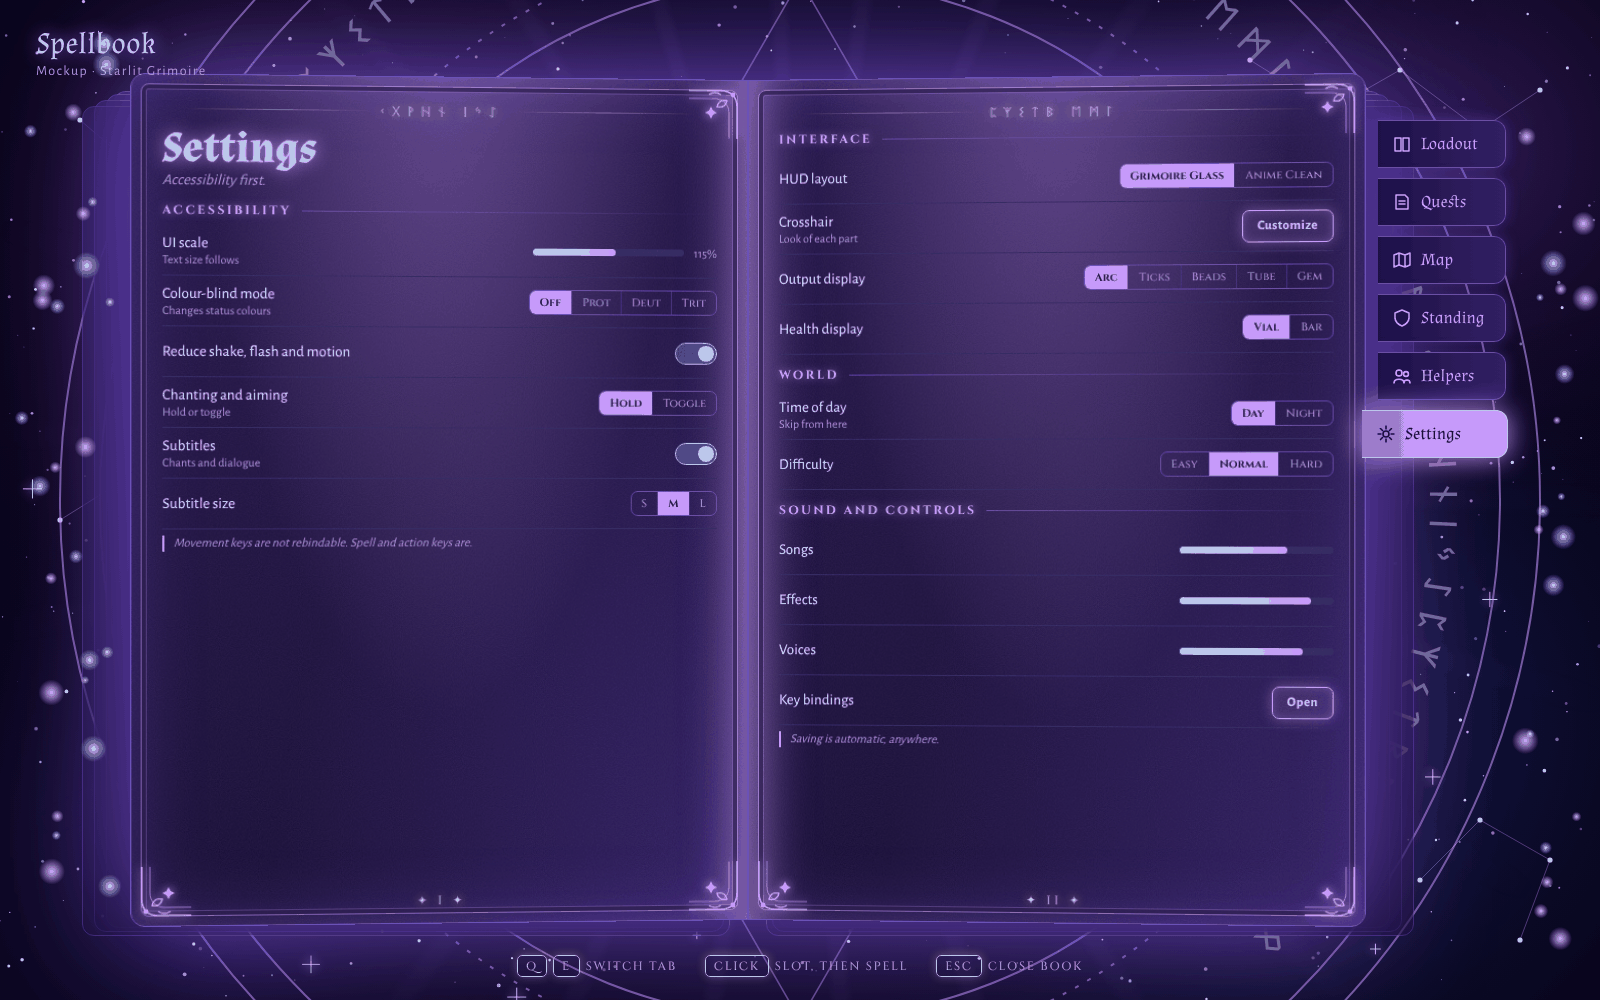 Spellbook
Mockup · Starlit Grimoire
Settings
Accessibility first.
ACCESSIBILITY
UI scale
Text size follows
115%
Colour-blind mode
Changes status colours
OFF PROT DEUT TRIT
Reduce shake, flash and motion
Chanting and aiming
Hold or toggle
HOLD TOGGLE
Subtitles
Chants and dialogue
Subtitle size
S M L
Movement keys are not rebindable. Spell and action keys are.
I
INTERFACE
HUD layout
GRIMOIRE GLASS ANIME CLEAN
Crosshair
Look of each part
Customize
Output display
ARC TICKS BEADS TUBE GEM
Health display
VIAL BAR
WORLD
Time of day
Skip from here
DAY NIGHT
Difficulty
EASY NORMAL HARD
SOUND AND CONTROLS
Songs
Effects
Voices
Key bindings
Open
Saving is automatic, anywhere.
II
Loadout
Quests
Map
Standing
Helpers
Settings
Q E SWITCH TAB CLICK SLOT, THEN SPELL ESC CLOSE BOOK